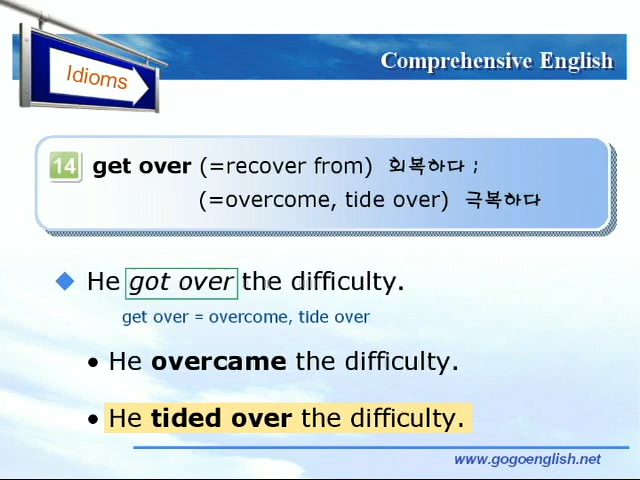 Idioms
Comprehensive English
14 get over (=recover from) 회복하다 ;
(=overcome, tide over) 극복하다
He got over the difficulty.
get over = overcome, tide over
• He overcame the difficulty.
• He tided over the difficulty.
www.gogoenglish.net